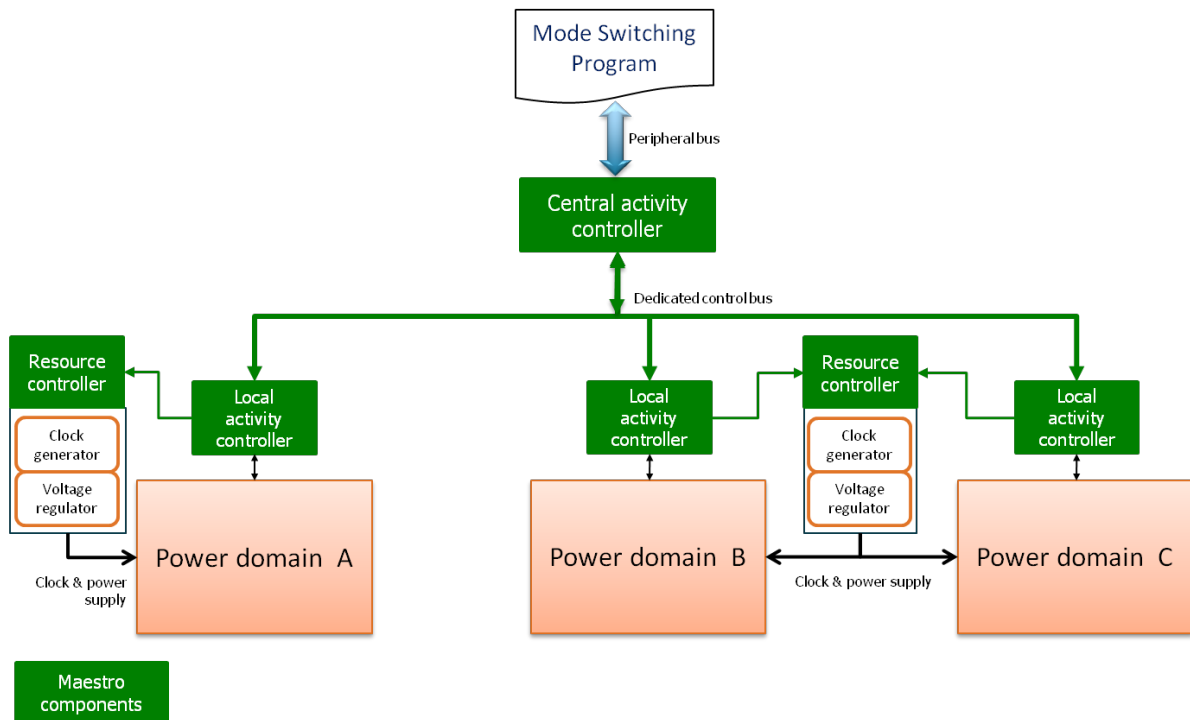 Mode Switching
Program
Peripheral bus
Central activity
controller
Dedicated control bus
Resource
controller
Clock
generator
Voltage
regulator
Local
activity
controller
Power domain A
Clock & power
supply
Local
activity
controller
Resource
controller
Clock
generator
Voltage
regulator
Local
activity
controller
Power domain B
Clock & power supply
Power domain C
Maestro
components